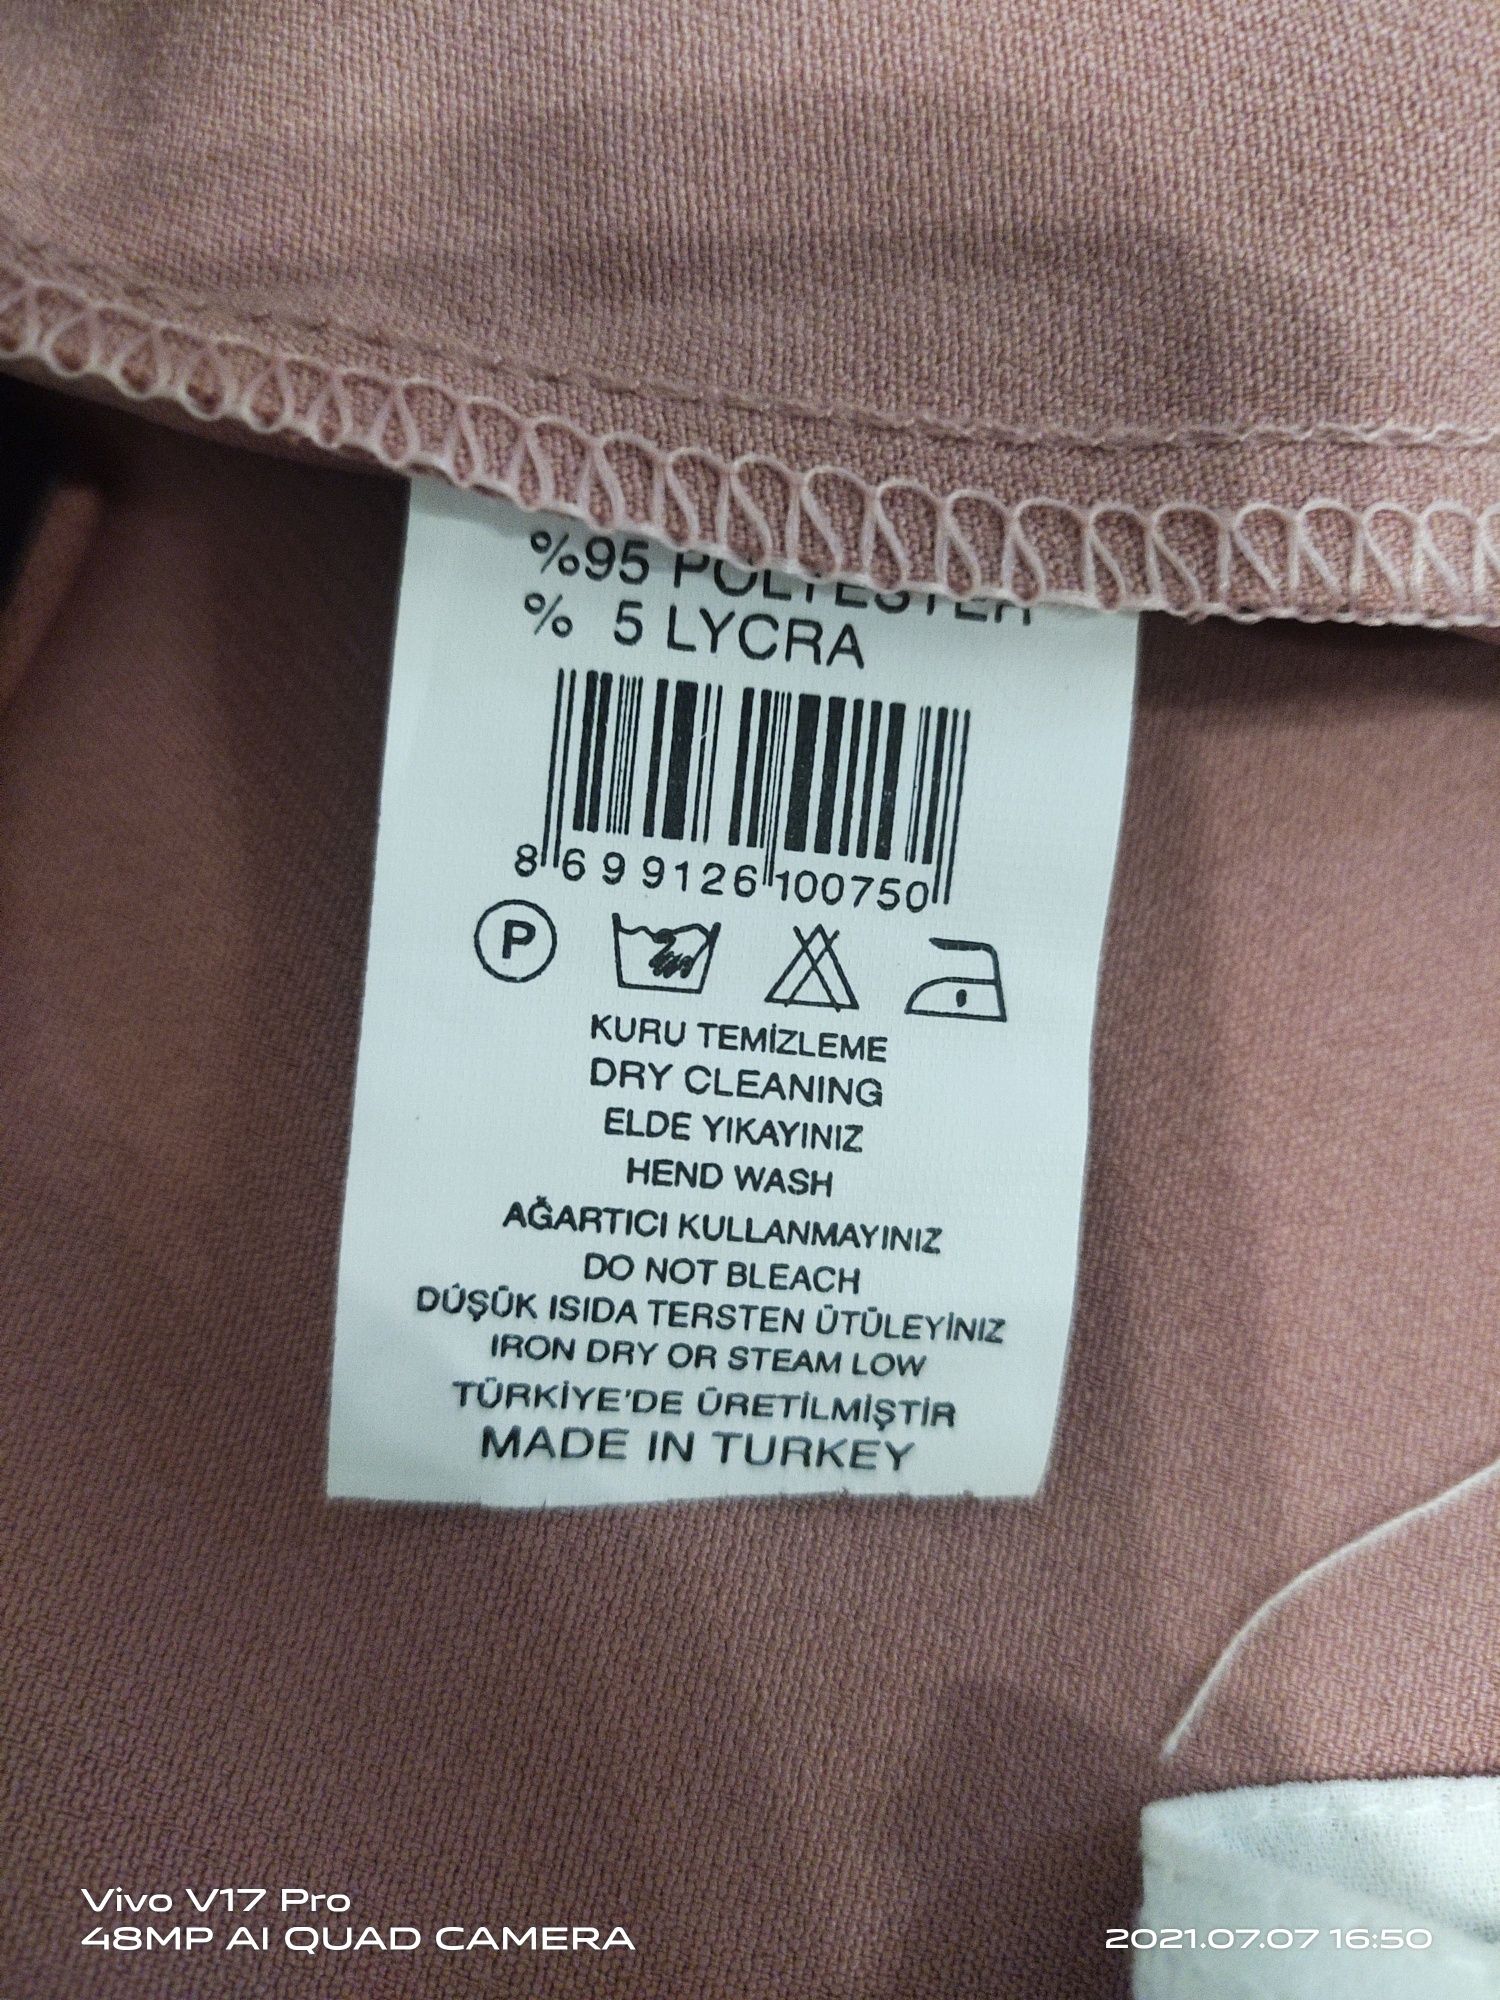 %95 POLYESTER
% 5 LYCRA
8 699126 100750
P
KURU TEMİZLEME
DRY CLEANING
ELDE YIKAYINIZ
HEND WASH
AĞARTICI KULLANMAYINIZ
DO NOT BLEACH
DÜŞÜK ISIDA TERSTEN ÜTÜLEYİNIZ
IRON DRY OR STEAM LOW
TÜRKİYE'DE ÜRETİLMİŞTİR
MADE IN TURKEY
Vivo V17 Pro
48MP AI QUAD CAMERA
2021.07.07 16:50